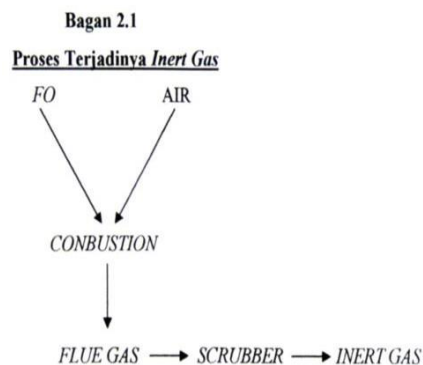 Bagan 2.1
Proses Terjadinya Inert Gas
FO AIR
CONBUSTION
FLUE GAS SCRUBBER INERT GAS